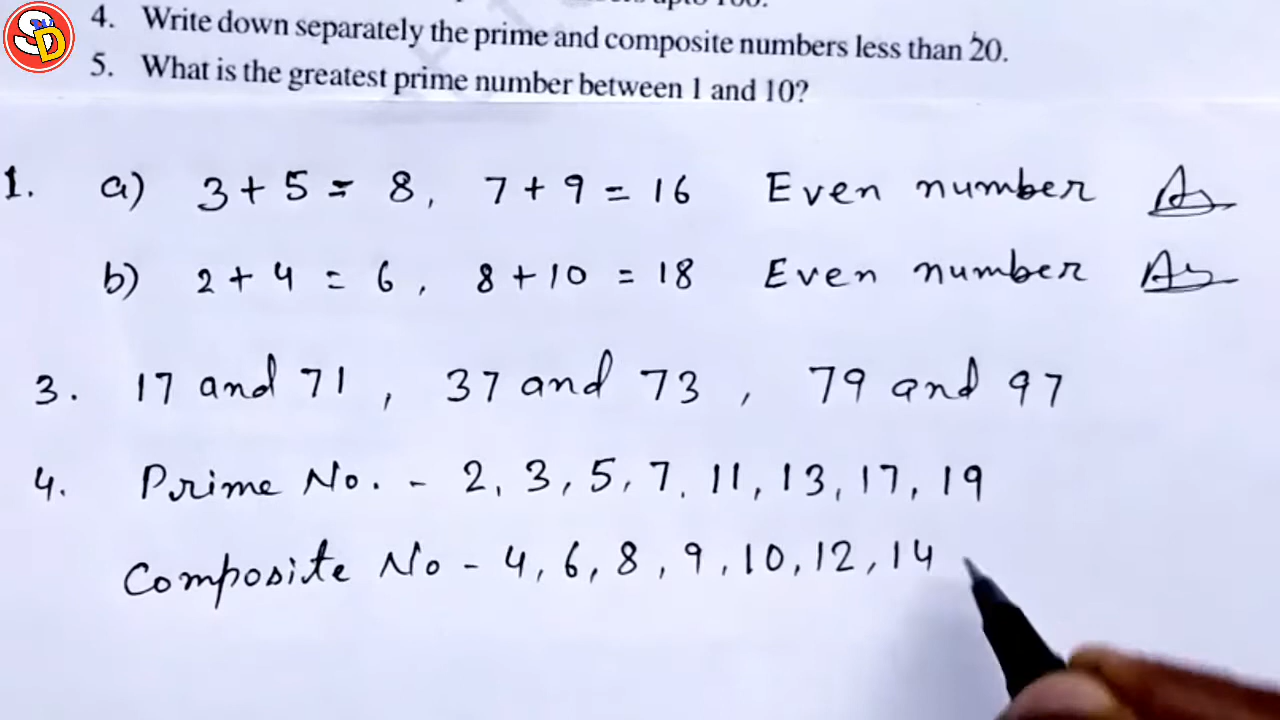 SD
4. Write down separately the prime and composite numbers less than 20.
5. What is the greatest prime number between 1 and 10?
1. a) 3 + 5 = 8, 7 + 9 = 16 Even number
b) 2 + 4 = 6, 8 + 10 = 18 Even number
3. 17 and 71, 37 and 73, 79 and 97
4. Prime No. - 2, 3, 5, 7, 11, 13, 17, 19
Composite No - 4, 6, 8, 9, 10, 12, 14